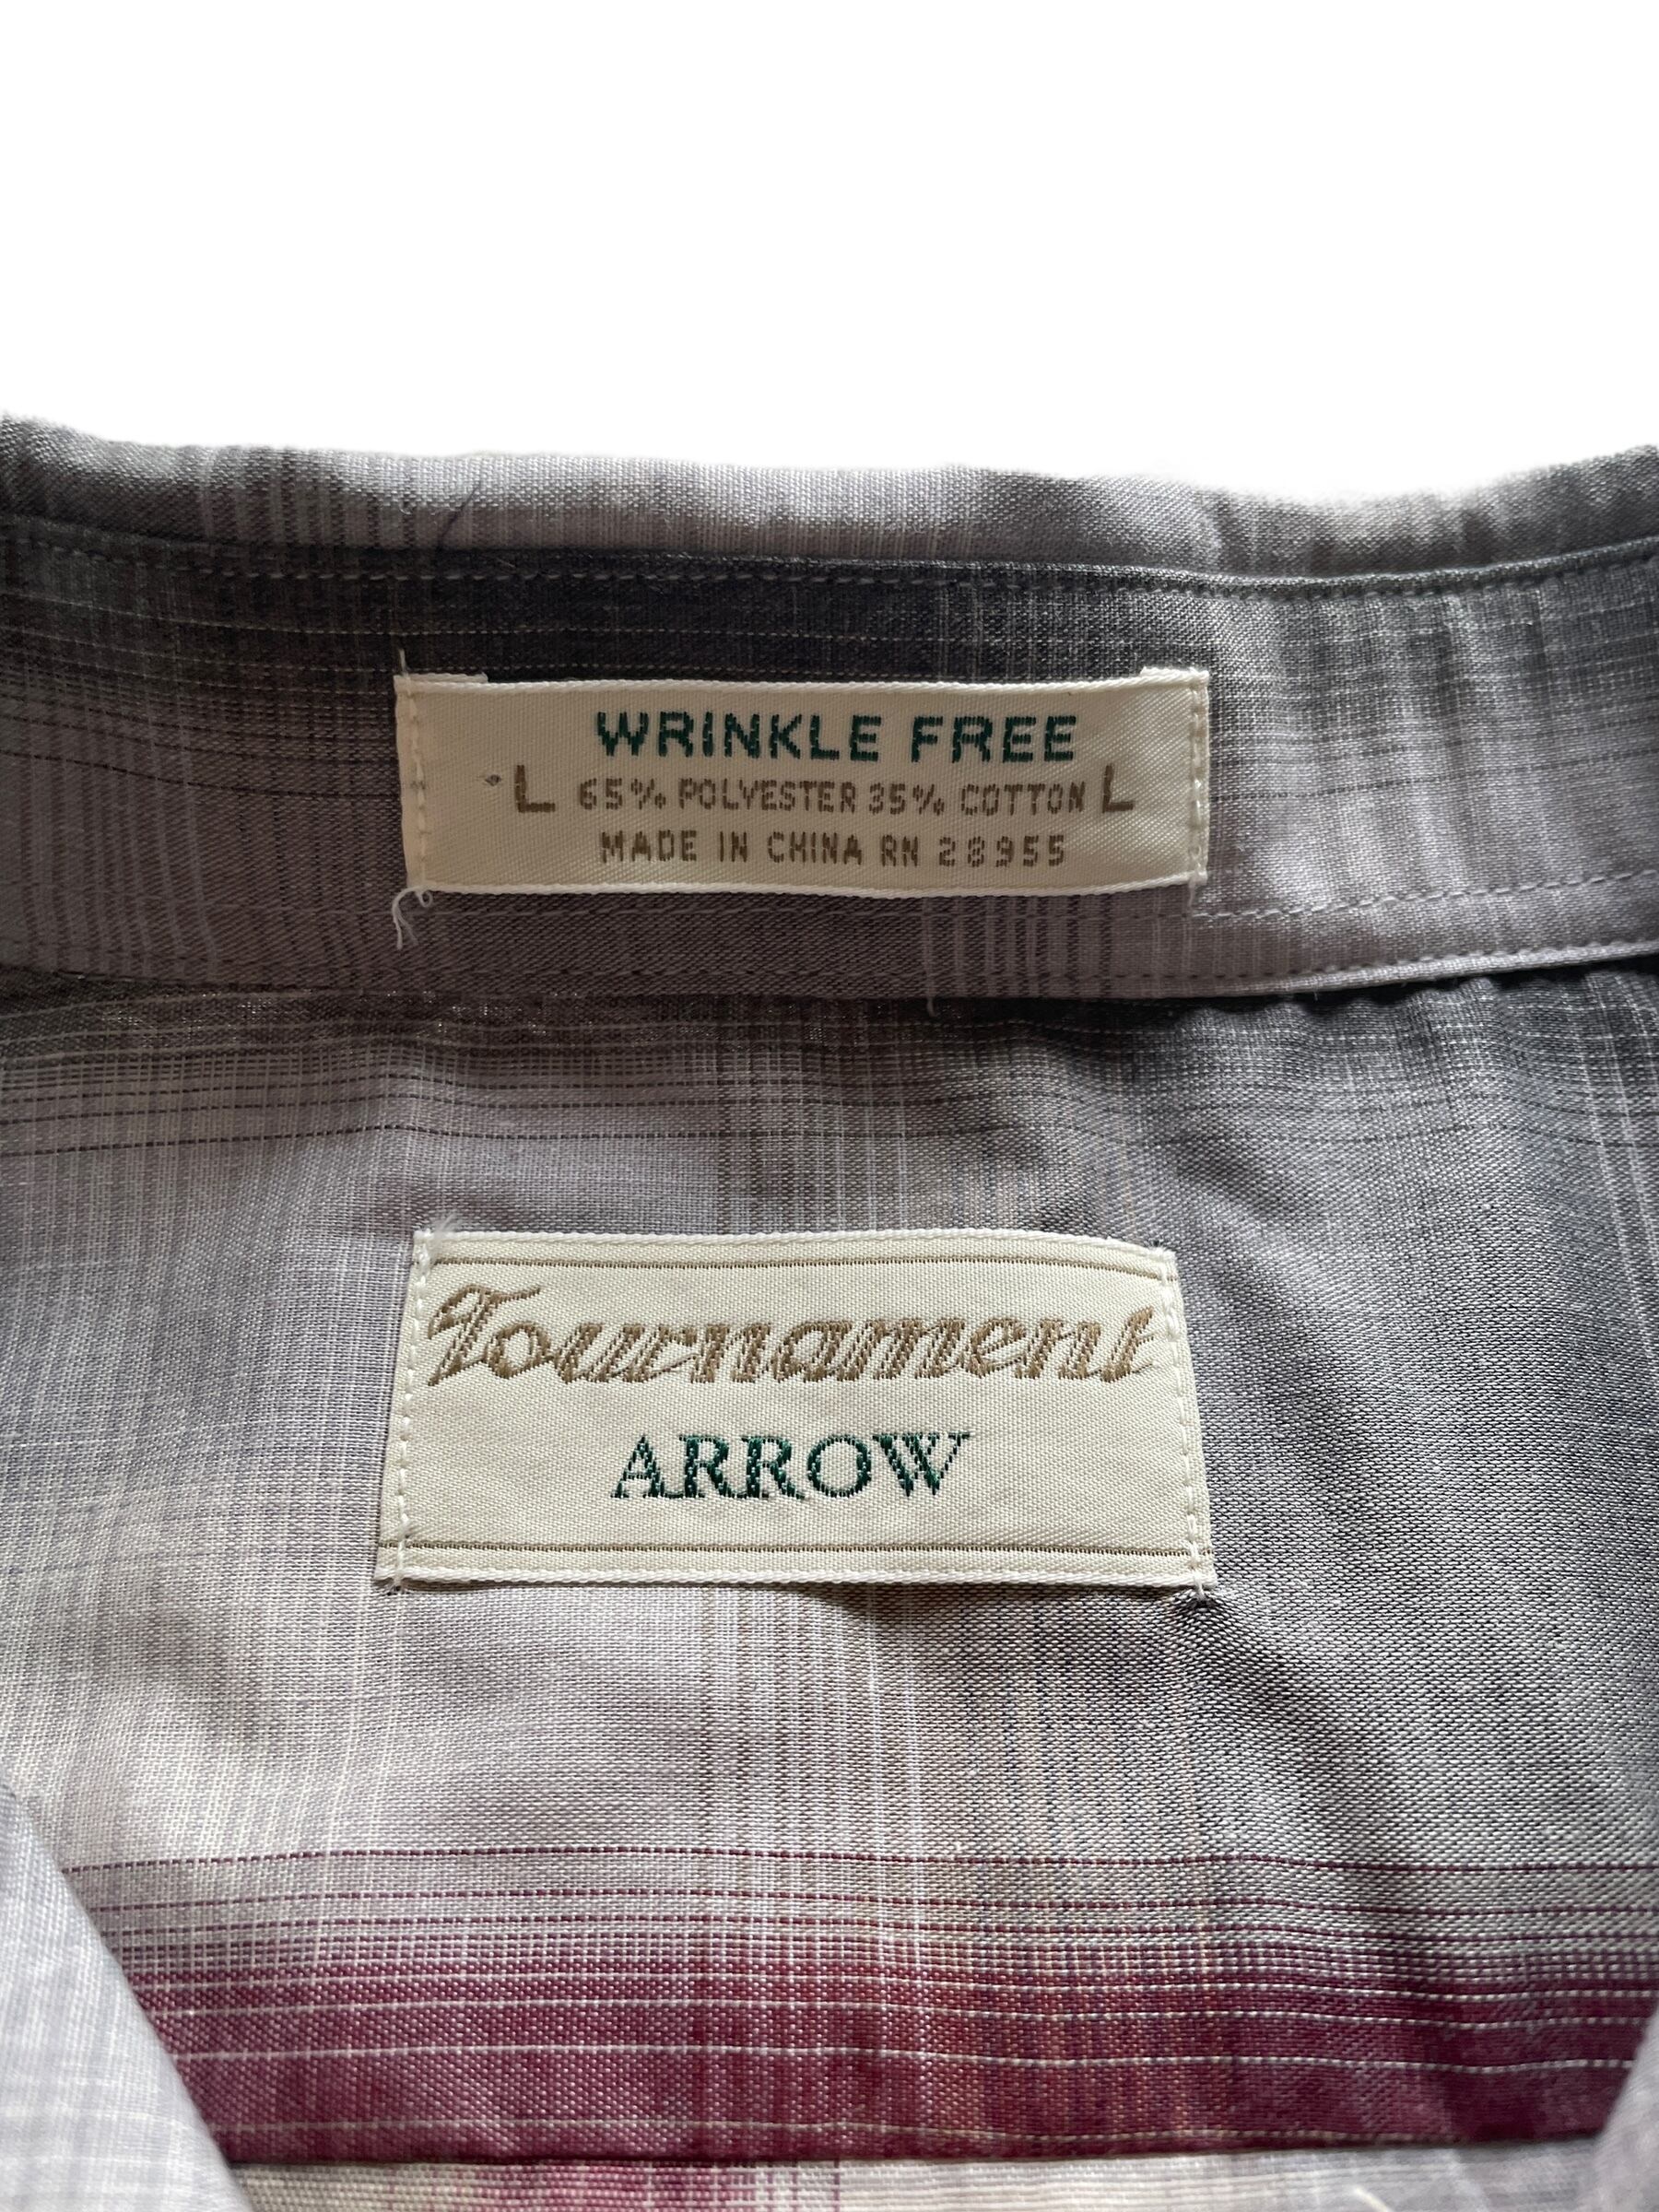 WRINKLE FREE
L 65% POLYESTER 35% COTTON L
MADE IN CHINA RN 28955
Tournament
ARROW